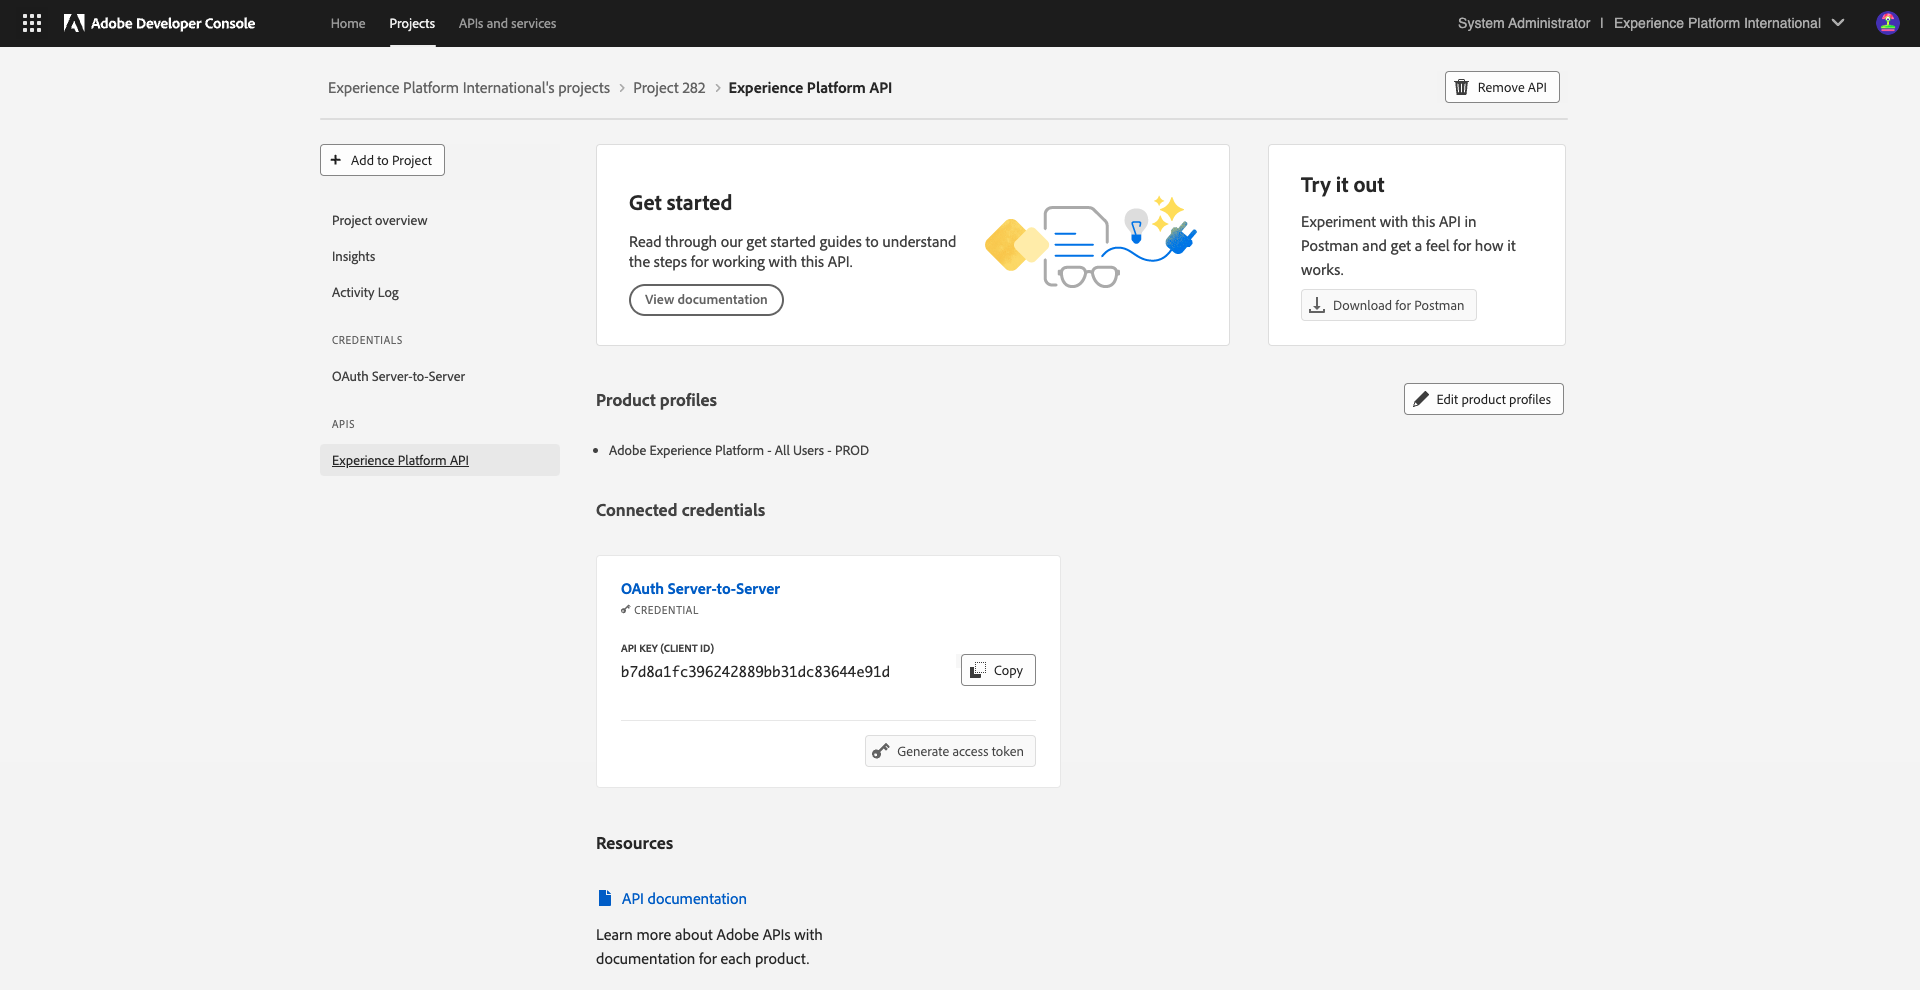 Adobe Developer Console
Home
Projects
APIs and services
System Administrator | Experience Platform International
Experience Platform International's projects > Project 282 > Experience Platform API
Remove API
+ Add to Project
Project overview
Insights
Activity Log
CREDENTIALS
OAuth Server-to-Server
APIS
Experience Platform API
Get started
Read through our get started guides to understand
the steps for working with this API.
View documentation
Try it out
Experiment with this API in
Postman and get a feel for how it
works.
Download for Postman
Product profiles
Edit product profiles
• Adobe Experience Platform - All Users - PROD
Connected credentials
OAuth Server-to-Server
CREDENTIAL
API KEY (CLIENT ID)
b7d8a1fc396242889bb31dc83644e91d
Copy
Generate access token
Resources
API documentation
Learn more about Adobe APIs with
documentation for each product.